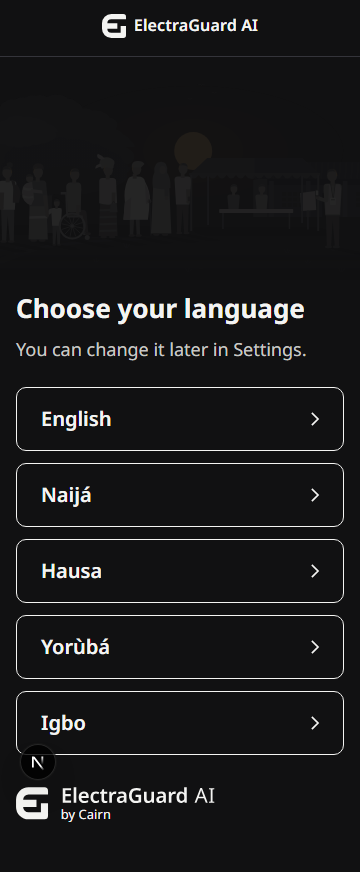 ElectraGuard AI
Choose your language
You can change it later in Settings.
English
Naijá
Hausa
Yorùbá
Igbo
N
ElectraGuard AI
by Cairn